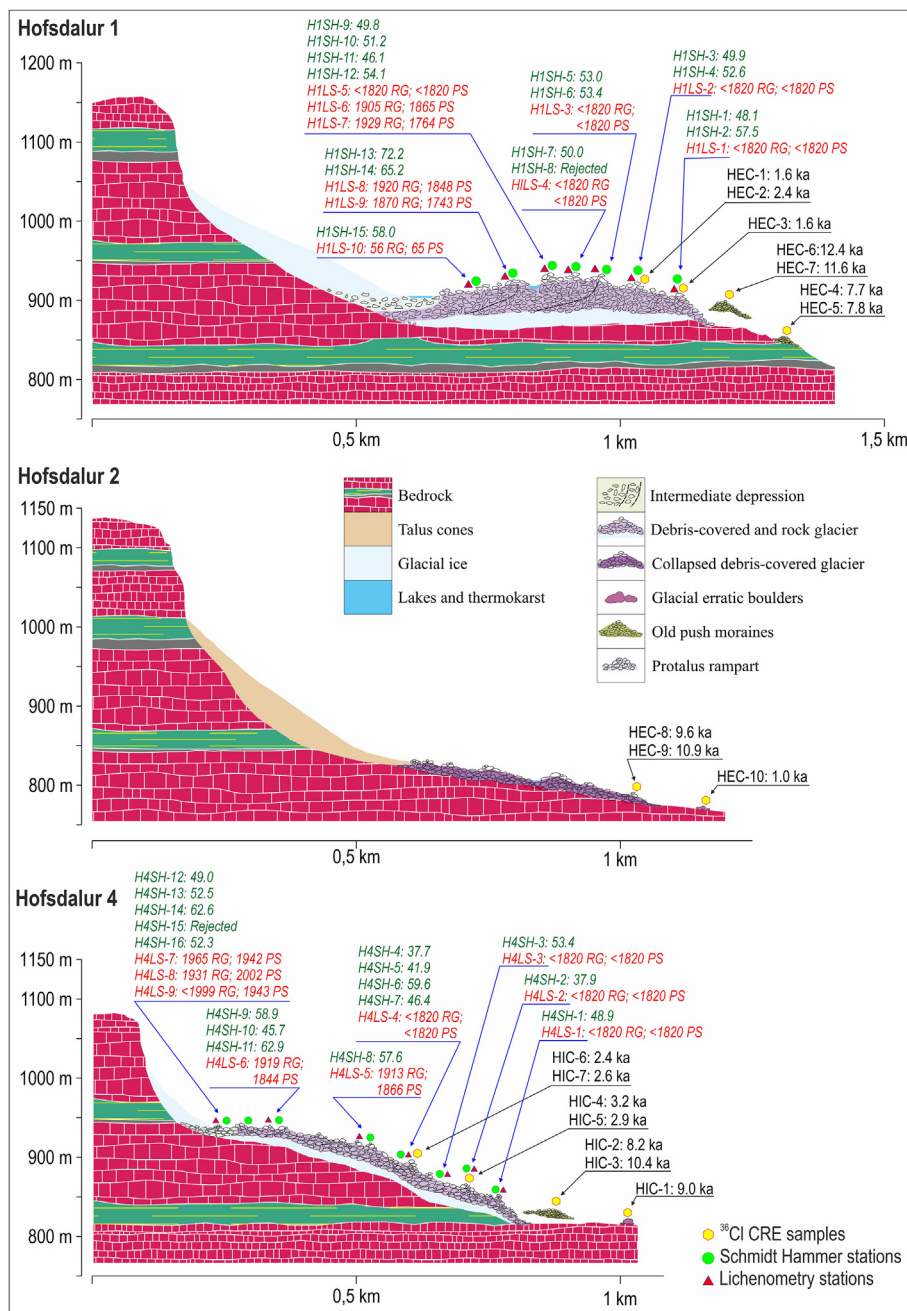 Hofsdalur 1
1200 m
1100 m
1000 m
900 m
800 m
H1SH-9: 49.8
H1SH-10: 51.2
H1SH-11: 46.1
H1SH-12: 54.1
H1LS-5: <1820 RG; <1820 PS
H1LS-6: 1905 RG; 1865 PS
H1LS-7: 1929 RG; 1764 PS
H1SH-13: 72.2
H1SH-14: 65.2
H1LS-8: 1920 RG; 1848 PS
H1LS-9: 1870 RG; 1743 PS
H1SH-15: 58.0
H1LS-10: 56 RG; 65 PS
H1SH-5: 53.0
H1SH-6: 53.4
H1LS-3: <1820 RG;
<1820 PS
H1SH-7: 50.0
H1SH-8: Rejected
HILS-4: <1820 RG
<1820 PS
H1SH-3: 49.9
H1SH-4: 52.6
H1LS-2: <1820 RG; <1820 PS
H1SH-1: 48.1
H1SH-2: 57.5
H1LS-1: <1820 RG; <1820 PS
HEC-1: 1.6 ka
HEC-2: 2.4 ka
HEC-3: 1.6 ka
HEC-6:12.4 ka
HEC-7: 11.6 ka
HEC-4: 7.7 ka
HEC-5: 7.8 ka
0,5 km
1 km
1,5 km
Hofsdalur 2
1150 m
1100 m
1000 m
900 m
800 m
Bedrock
Talus cones
Glacial ice
Lakes and thermokarst
Intermediate depression
Debris-covered and rock glacier
Collapsed debris-covered glacier
Glacial erratic boulders
Old push moraines
Protalus rampart
HEC-8: 9.6 ka
HEC-9: 10.9 ka
HEC-10: 1.0 ka
0,5 km
1 km
Hofsdalur 4
1150 m
1100 m
1000 m
900 m
800 m
H4SH-12: 49.0
H4SH-13: 52.5
H4SH-14: 62.6
H4SH-15: Rejected
H4SH-16: 52.3
H4LS-7: 1965 RG; 1942 PS
H4LS-8: 1931 RG; 2002 PS
H4LS-9: <1999 RG; 1943 PS
H4SH-9: 58.9
H4SH-10: 45.7
H4SH-11: 62.9
H4LS-6: 1919 RG;
1844 PS
H4SH-4: 37.7
H4SH-5: 41.9
H4SH-6: 59.6
H4SH-7: 46.4
H4LS-4: <1820 RG;
<1820 PS
H4SH-8: 57.6
H4LS-5: 1913 RG;
1866 PS
H4SH-3: 53.4
H4LS-3: <1820 RG; <1820 PS
H4SH-2: 37.9
H4LS-2: <1820 RG; <1820 PS
H4SH-1: 48.9
H4LS-1: <1820 RG; <1820 PS
HIC-6: 2.4 ka
HIC-7: 2.6 ka
HIC-4: 3.2 ka
HIC-5: 2.9 ka
HIC-2: 8.2 ka
HIC-3: 10.4 ka
HIC-1: 9.0 ka
0,5 km
1 km
³⁶Cl CRE samples
Schmidt Hammer stations
Lichenometry stations